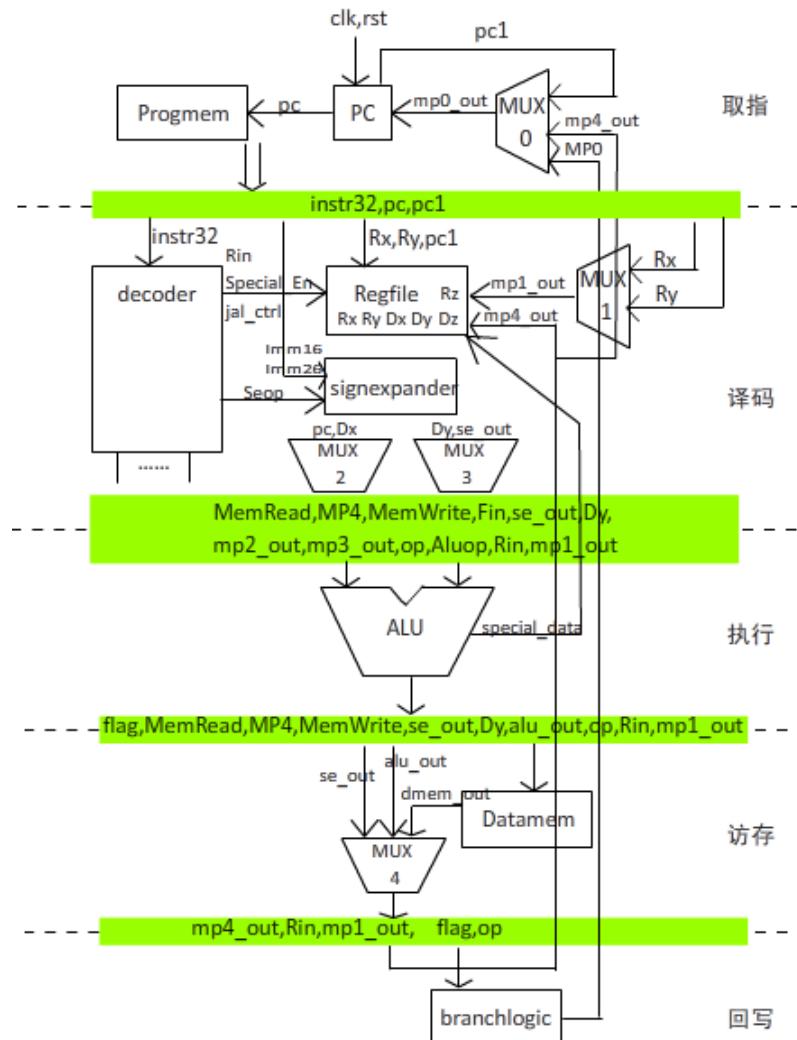 clk,rst
pc1
Progmem
pc
PC
mp0_out
MUX
0
mp4_out
MP0
取指
instr32,pc,pc1
instr32
Rx,Ry,pc1
decoder
Rin
Special_En
jal_ctrl
Regfile Rz
Rx Ry Dx Dy Dz
mp1_out
mp4_out
MUX
1
Rx
Ry
Imm16
Imm26
Seop
signexpander
译码
......
pc,Dx
MUX
2
Dy,se_out
MUX
3
MemRead,MP4,MemWrite,Fin,se_out,Dy,
mp2_out,mp3_out,op,Aluop,Rin,mp1_out
ALU
special_data
执行
flag,MemRead,MP4,MemWrite,se_out,Dy,alu_out,op,Rin,mp1_out
se_out
alu_out
dmem_out
Datamem
MUX
4
访存
mp4_out,Rin,mp1_out, flag,op
branchlogic
回写